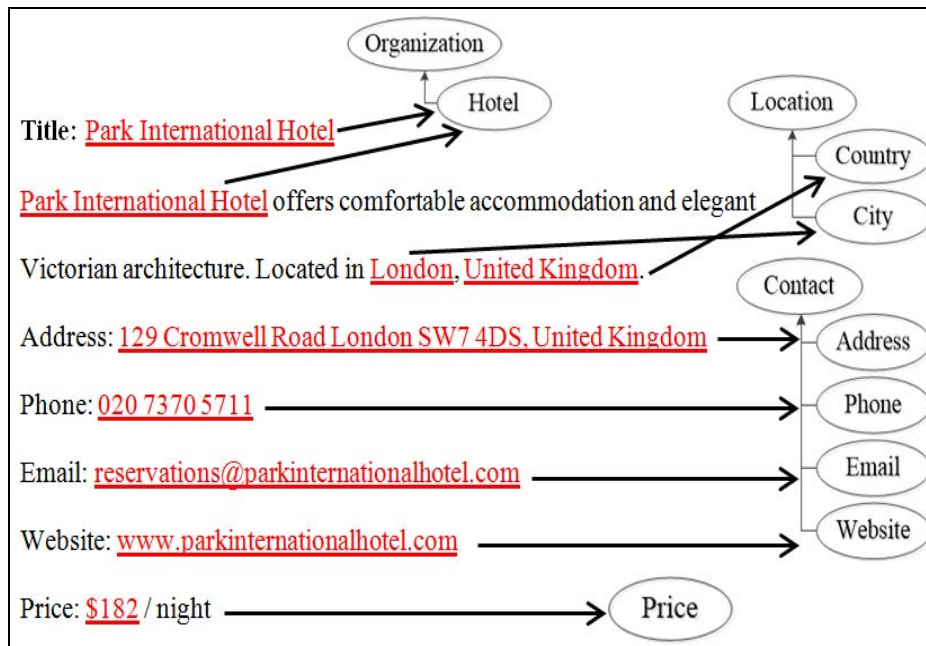 Organization
Hotel
Location
Title: Park International Hotel
Country
Park International Hotel offers comfortable accommodation and elegant
City
Victorian architecture. Located in London, United Kingdom.
Contact
Address: 129 Cromwell Road London SW7 4DS, United Kingdom
Address
Phone: 020 7370 5711
Phone
Email: reservations@parkinternationalhotel.com
Email
Website: www.parkinternationalhotel.com
Website
Price: $182 / night
Price